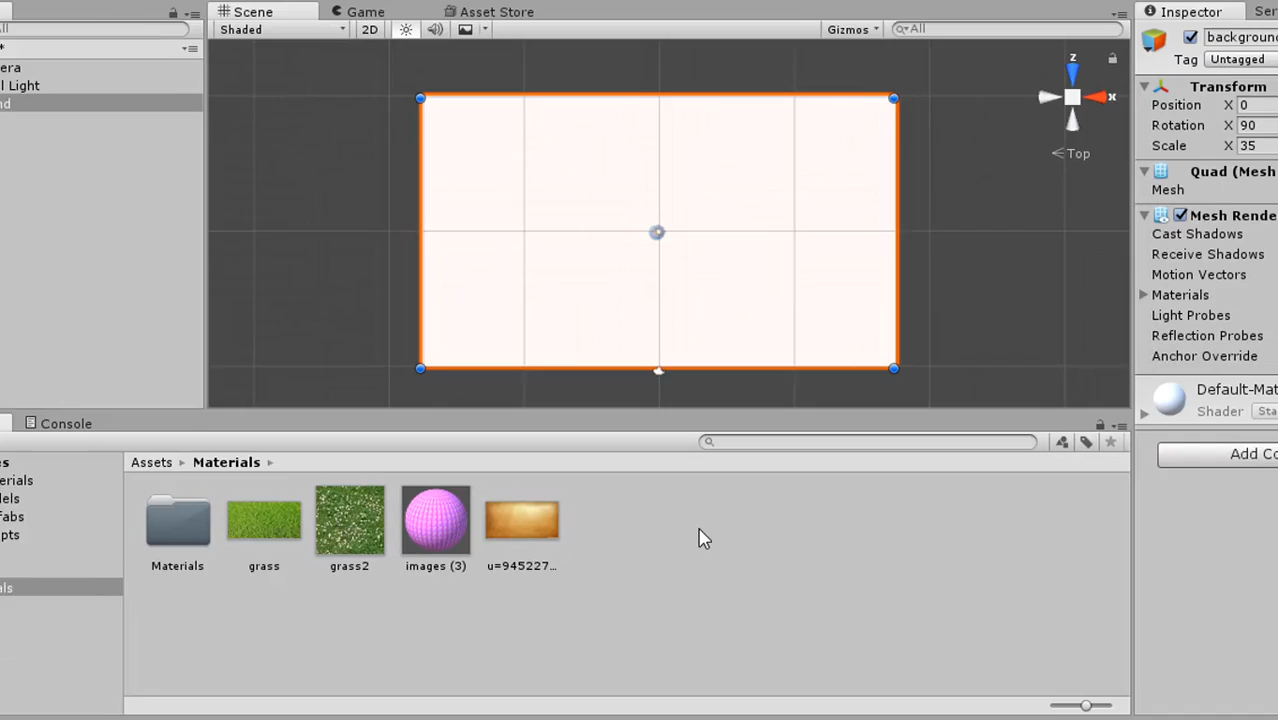 Scene
Game
Asset Store
Inspector
Shaded
2D
Gizmos
All
background
Tag Untagged
era
l Light
nd
z
x
Top
Transform
Position X 0
Rotation X 90
Scale X 35
Quad (Mesh
Mesh
Mesh Rende
Cast Shadows
Receive Shadows
Motion Vectors
Materials
Light Probes
Reflection Probes
Anchor Override
Default-Mat
Shader Sta
Add Co
Console
Assets Materials
erials
dels
fabs
ipts
als
Materials
grass
grass2
images (3)
u=945227...